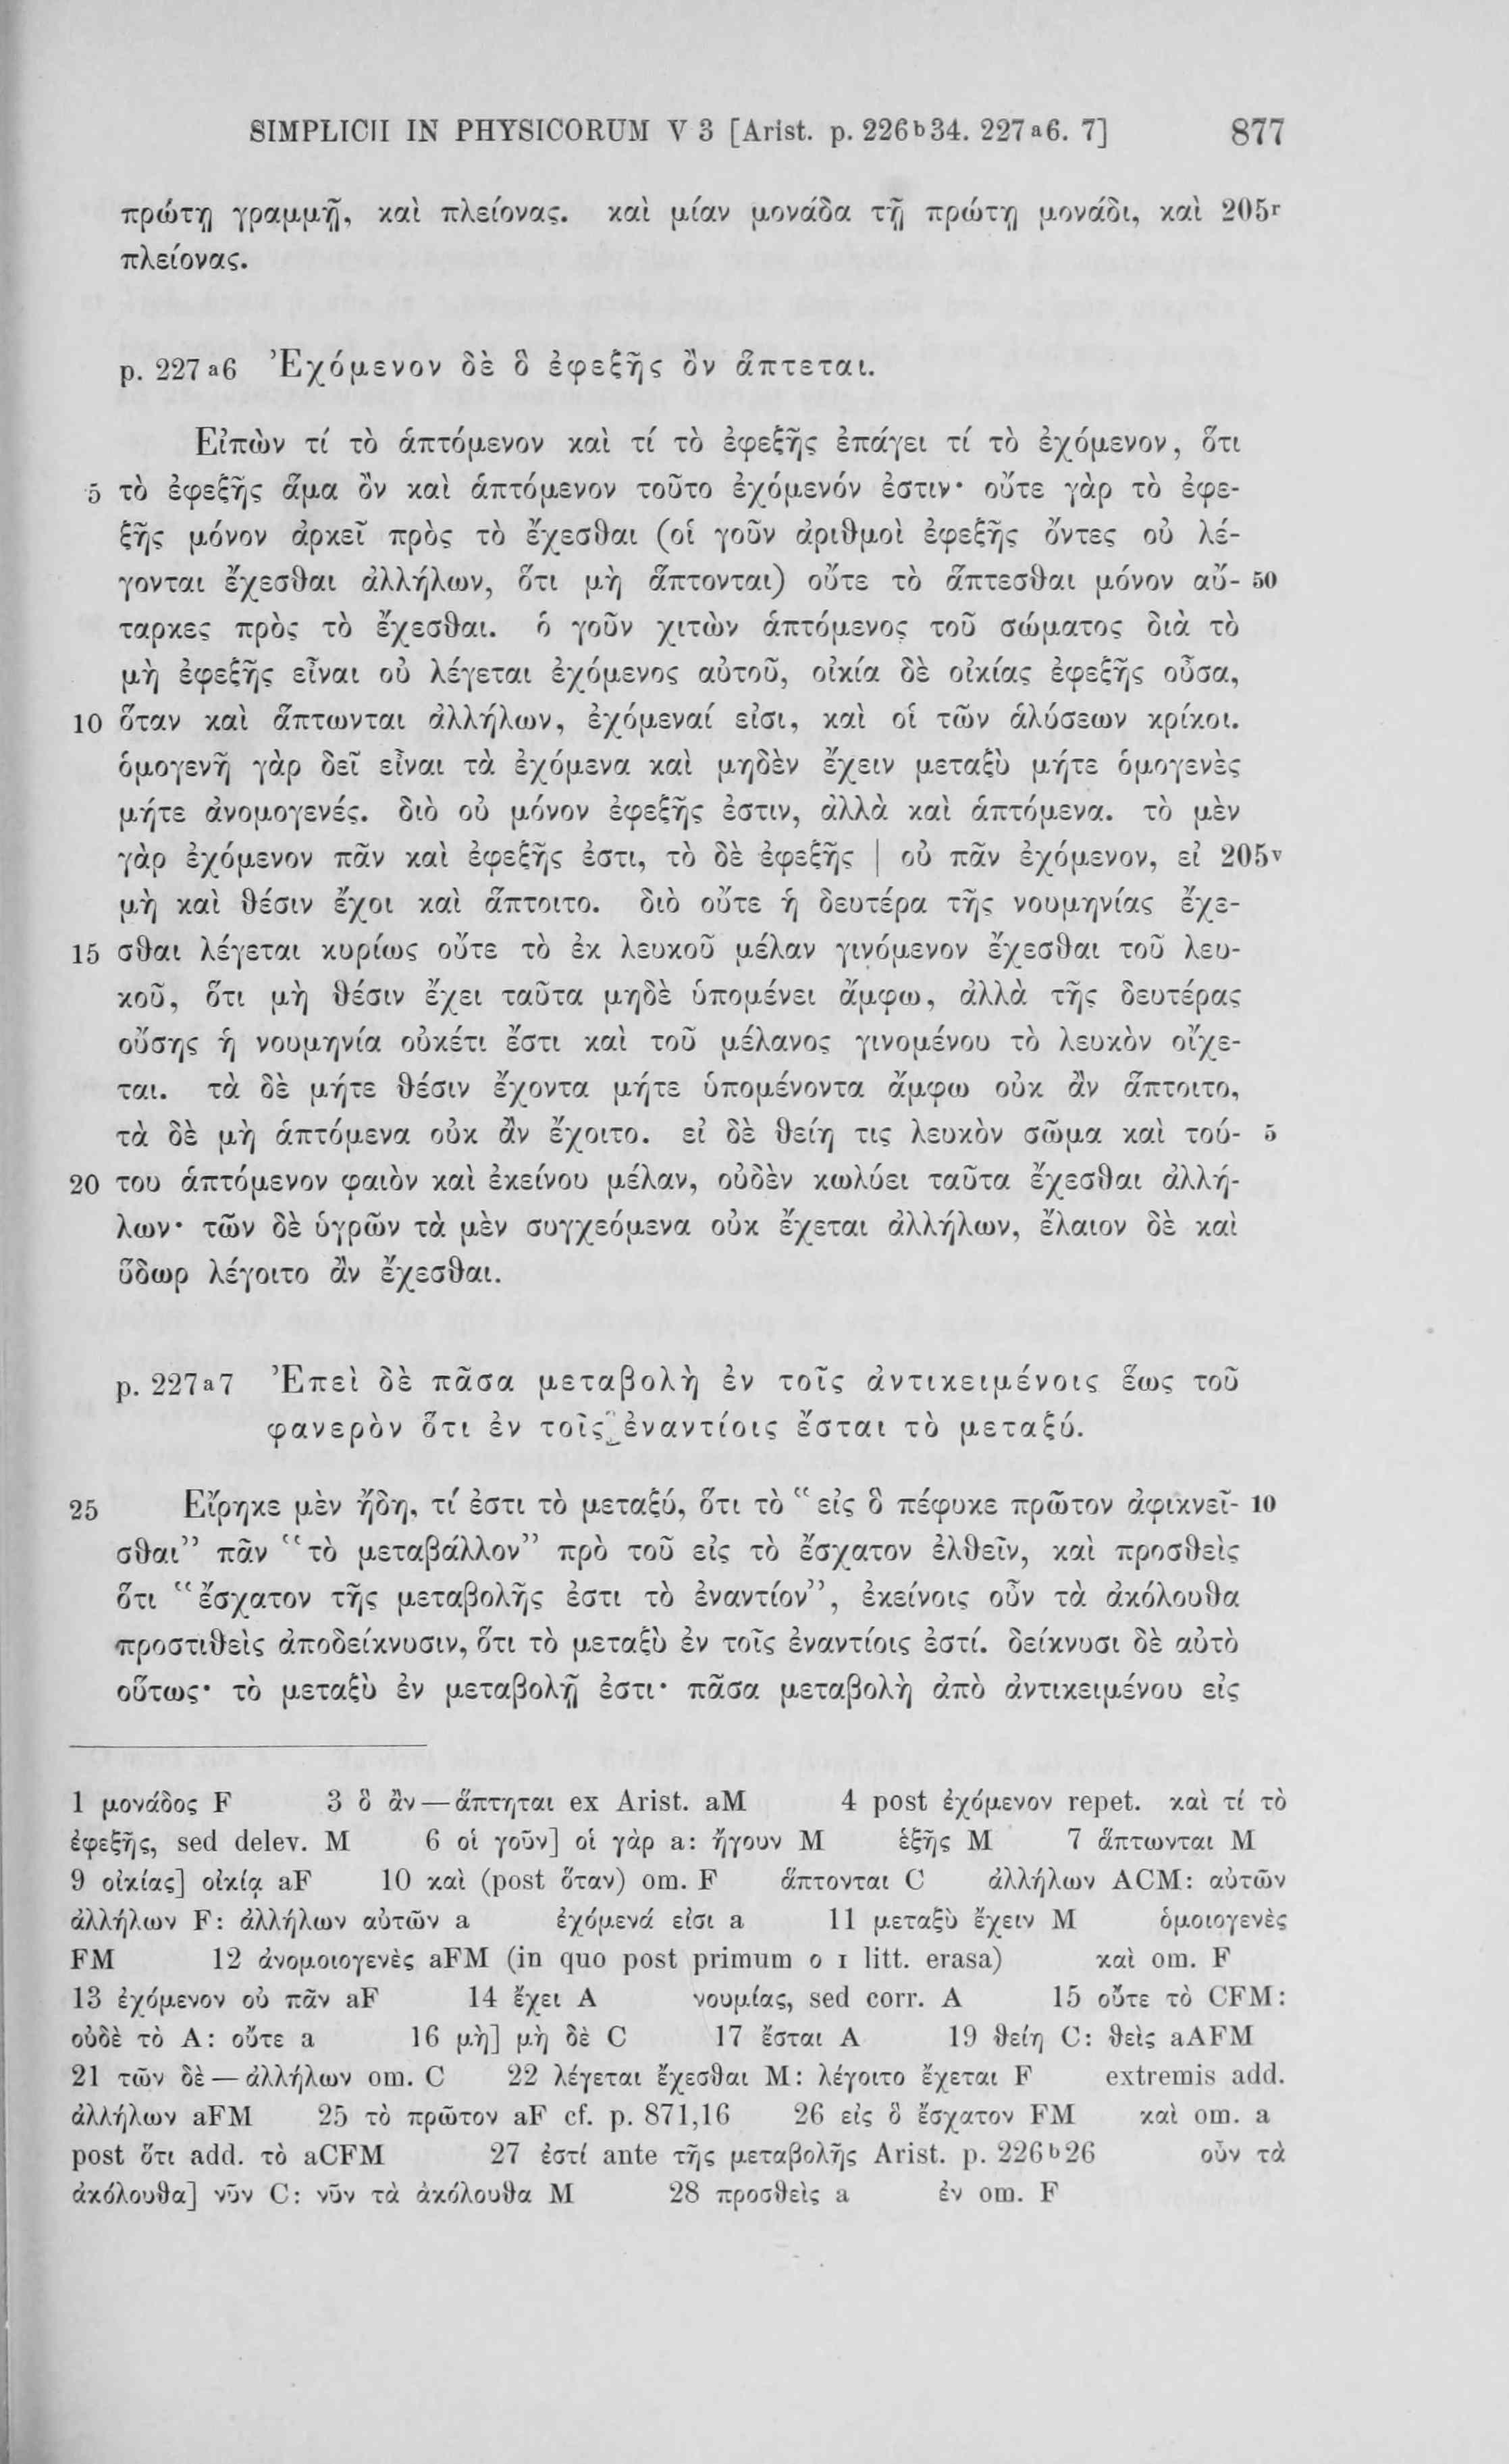 SIMPLICII IN PHYSICORUM V 3 [Arist. p. 226ᵇ34. 227ᵃ6. 7] 877
πρώτῃ γραμμῇ, καὶ πλείονας. καὶ μίαν μονάδα τῇ πρώτῃ μονάδι, καὶ 205ʳ
πλείονας.
p. 227ᵃ6 Ἐχόμενον δὲ ὃ ἐφεξῆς ὂν ἅπτεται.
Εἰπὼν τί τὸ ἁπτόμενον καὶ τί τὸ ἐφεξῆς ἐπάγει τί τὸ ἐχόμενον, ὅτι
5 τὸ ἐφεξῆς ἅμα ὂν καὶ ἁπτόμενον τοῦτο ἐχόμενόν ἐστιν· οὔτε γὰρ τὸ ἐφε-
ξῆς μόνον ἀρκεῖ πρὸς τὸ ἔχεσθαι (οἱ γοῦν ἀριθμοὶ ἐφεξῆς ὄντες οὐ λέ-
γονται ἔχεσθαι ἀλλήλων, ὅτι μὴ ἅπτονται) οὔτε τὸ ἅπτεσθαι μόνον αὔ- 50
ταρκες πρὸς τὸ ἔχεσθαι. ὁ γοῦν χιτὼν ἁπτόμενος τοῦ σώματος διὰ τὸ
μὴ ἐφεξῆς εἶναι οὐ λέγεται ἐχόμενος αὐτοῦ, οἰκία δὲ οἰκίας ἐφεξῆς οὖσα,
10 ὅταν καὶ ἅπτωνται ἀλλήλων, ἐχόμεναί εἰσι, καὶ οἱ τῶν ἁλύσεων κρίκοι.
ὁμογενῆ γὰρ δεῖ εἶναι τὰ ἐχόμενα καὶ μηδὲν ἔχειν μεταξὺ μήτε ὁμογενὲς
μήτε ἀνομογενές. διὸ οὐ μόνον ἐφεξῆς ἐστιν, ἀλλὰ καὶ ἁπτόμενα. τὸ μὲν
γὰρ ἐχόμενον πᾶν καὶ ἐφεξῆς ἐστι, τὸ δὲ ἐφεξῆς | οὐ πᾶν ἐχόμενον, εἰ 205ᵛ
μὴ καὶ θέσιν ἔχοι καὶ ἅπτοιτο. διὸ οὔτε ἡ δευτέρα τῆς νουμηνίας ἔχε-
15 σθαι λέγεται κυρίως οὔτε τὸ ἐκ λευκοῦ μέλαν γινόμενον ἔχεσθαι τοῦ λευ-
κοῦ, ὅτι μὴ θέσιν ἔχει ταῦτα μηδὲ ὑπομένει ἄμφω, ἀλλὰ τῆς δευτέρας
οὔσης ἡ νουμηνία οὐκέτι ἔστι καὶ τοῦ μέλανος γινομένου τὸ λευκὸν οἴχε-
ται. τὰ δὲ μήτε θέσιν ἔχοντα μήτε ὑπομένοντα ἄμφω οὐκ ἂν ἅπτοιτο,
τὰ δὲ μὴ ἁπτόμενα οὐκ ἂν ἔχοιτο. εἰ δὲ θείη τις λευκὸν σῶμα καὶ τού- 5
20 του ἁπτόμενον φαιὸν καὶ ἐκείνου μέλαν, οὐδὲν κωλύει ταῦτα ἔχεσθαι ἀλλή-
λων· τῶν δὲ ὑγρῶν τὰ μὲν συγχεόμενα οὐκ ἔχεται ἀλλήλων, ἔλαιον δὲ καὶ
ὕδωρ λέγοιτο ἂν ἔχεσθαι.
p. 227ᵃ7 Ἐπεὶ δὲ πᾶσα μεταβολὴ ἐν τοῖς ἀντικειμένοις ἕως τοῦ
φανερὸν ὅτι ἐν τοῖς ἐναντίοις ἔσται τὸ μεταξύ.
25 Εἴρηκε μὲν ἤδη, τί ἐστι τὸ μεταξύ, ὅτι τὸ “εἰς ὃ πέφυκε πρῶτον ἀφικνεῖ- 10
σθαι” πᾶν “τὸ μεταβάλλον” πρὸ τοῦ εἰς τὸ ἔσχατον ἐλθεῖν, καὶ προσθεὶς
ὅτι “ἔσχατον τῆς μεταβολῆς ἐστι τὸ ἐναντίον”, ἐκείνοις οὖν τὰ ἀκόλουθα
προστιθεὶς ἀποδείκνυσιν, ὅτι τὸ μεταξὺ ἐν τοῖς ἐναντίοις ἐστί. δείκνυσι δὲ αὐτὸ
οὕτως· τὸ μεταξὺ ἐν μεταβολῇ ἐστι· πᾶσα μεταβολὴ ἀπὸ ἀντικειμένου εἰς
1 μονάδος F 3 ὃ ἂν — ἅπτηται ex Arist. aM 4 post ἐχόμενον repet. καὶ τί τὸ
ἐφεξῆς, sed delev. M 6 οἱ γοῦν] οἱ γὰρ a: ἤγουν M ἑξῆς M 7 ἅπτωνται M
9 οἰκίας] οἰκίᾳ aF 10 καὶ (post ὅταν) om. F ἅπτονται C ἀλλήλων ACM: αὐτῶν
ἀλλήλων F: ἀλλήλων αὐτῶν a ἐχόμενά εἰσι a 11 μεταξὺ ἔχειν M ὁμοιογενὲς
FM 12 ἀνομοιογενὲς aFM (in quo post primum o ɪ litt. erasa) καὶ om. F
13 ἐχόμενον οὐ πᾶν aF 14 ἔχει A νουμίας, sed corr. A 15 οὔτε τὸ CFM:
οὐδὲ τὸ A: οὔτε a 16 μὴ] μὴ δὲ C 17 ἔσται A 19 θείη C: θεὶς aAFM
21 τῶν δὲ — ἀλλήλων om. C 22 λέγεται ἔχεσθαι M: λέγοιτο ἔχεται F extremis add.
ἀλλήλων aFM 25 τὸ πρῶτον aF cf. p. 871,16 26 εἰς ὃ ἔσχατον FM καὶ om. a
post ὅτι add. τὸ aCFM 27 ἐστί ante τῆς μεταβολῆς Arist. p. 226ᵇ26 οὖν τὰ
ἀκόλουθα] νῦν C: νῦν τὰ ἀκόλουθα M 28 προσθεὶς a ἐν om. F